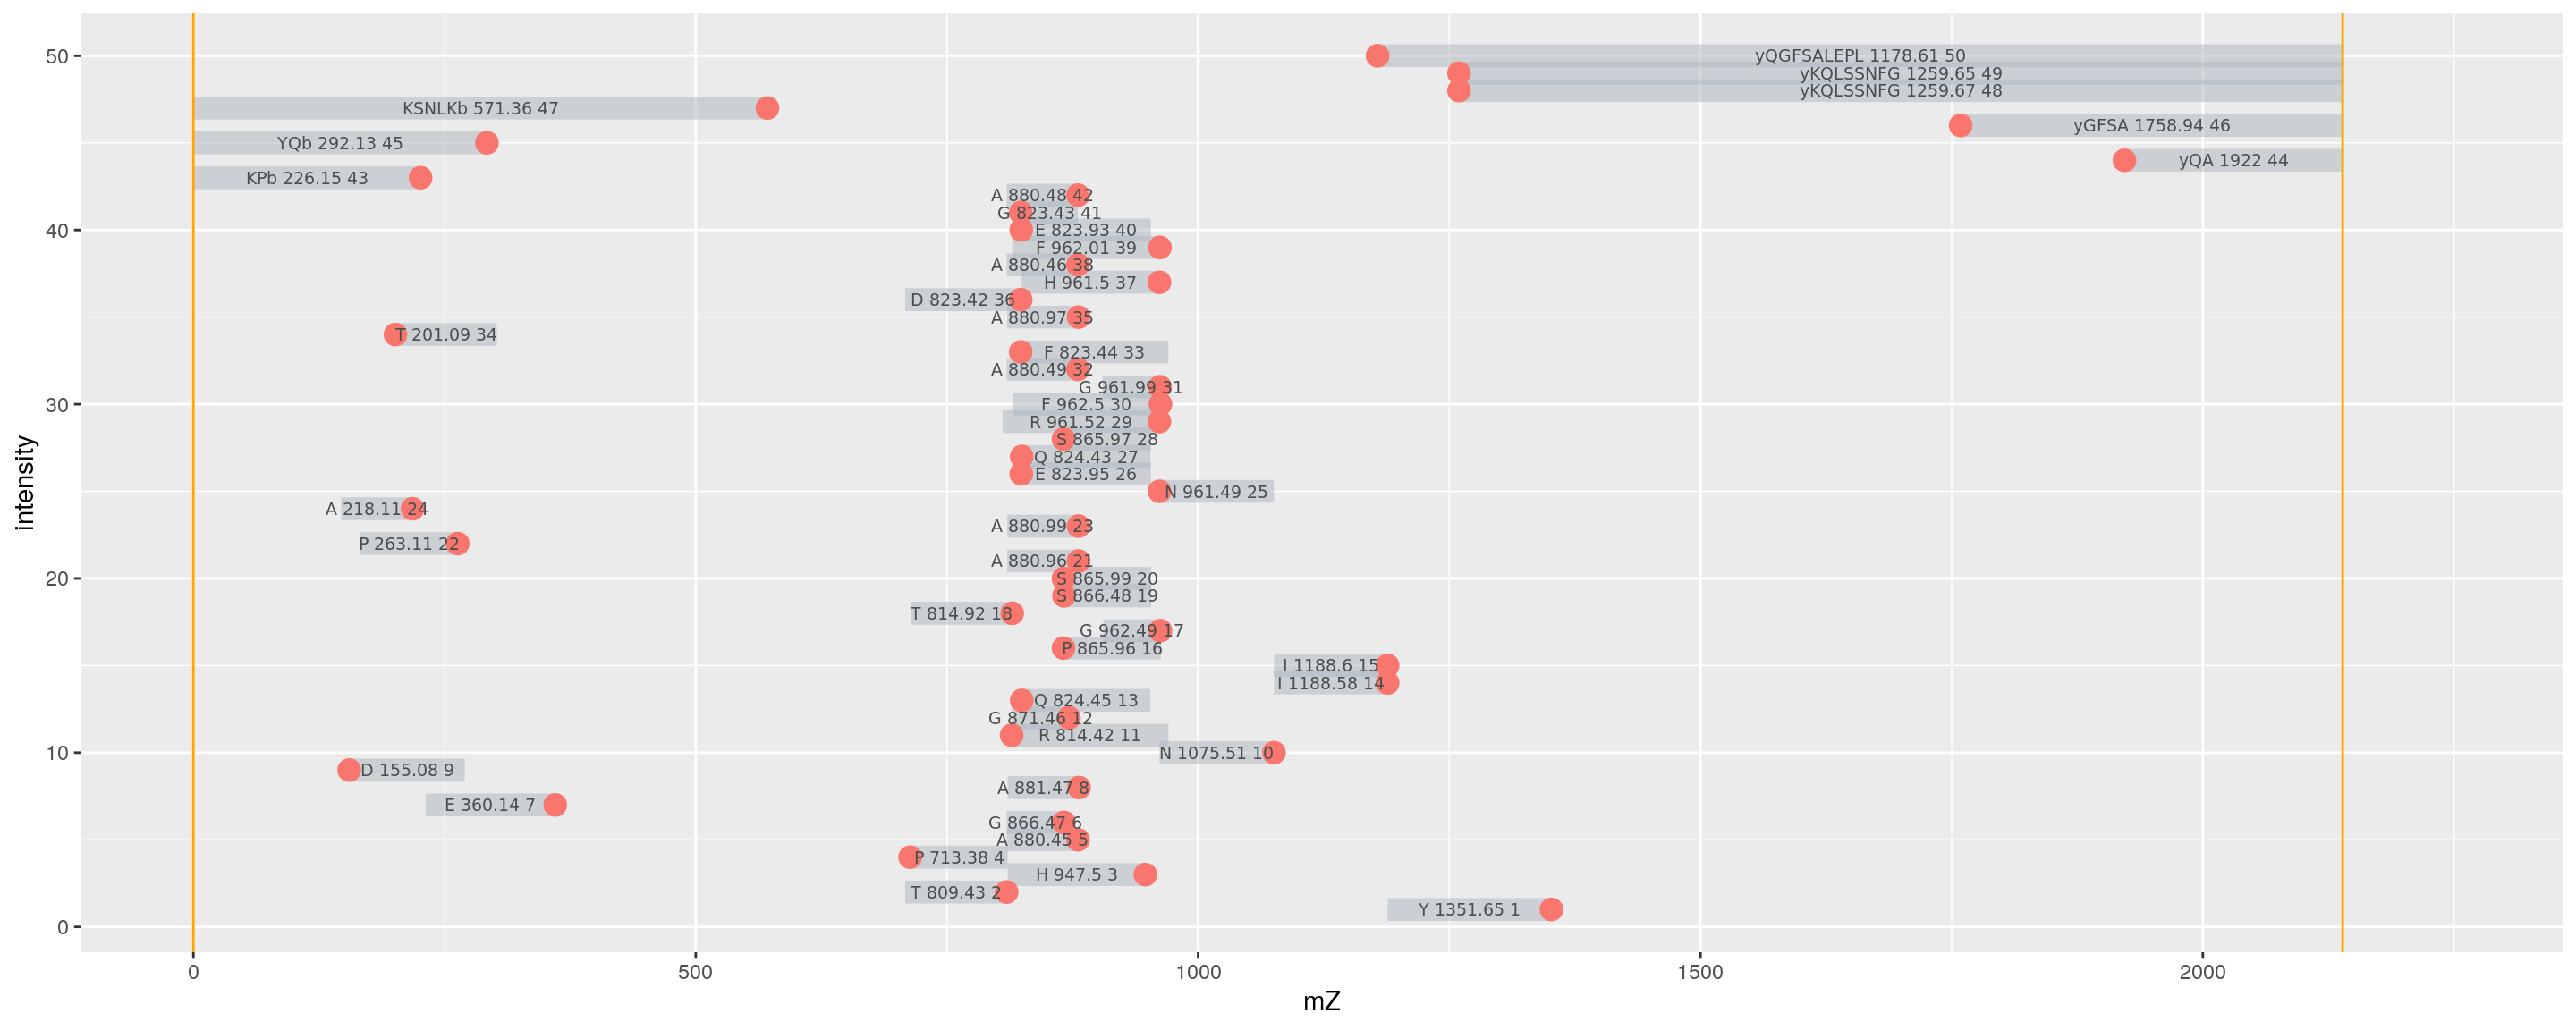 50
yQGFSALEPL 1178.61 50
yKQLSSNFG 1259.65 49
yKQLSSNFG 1259.67 48
KSNLKb 571.36 47
yGFSA 1758.94 46
YQb 292.13 45
yQA 1922 44
KPb 226.15 43
A 880.48 42
G 823.43 41
40
E 823.93 40
F 962.01 39
A 880.46 38
H 961.5 37
D 823.42 36
A 880.97 35
T 201.09 34
F 823.44 33
A 880.49 32
G 961.99 31
30
F 962.5 30
R 961.52 29
S 865.97 28
Q 824.43 27
E 823.95 26
N 961.49 25
A 218.11 24
A 880.99 23
P 263.11 22
A 880.96 21
20
S 865.99 20
S 866.48 19
T 814.92 18
G 962.49 17
P 865.96 16
I 1188.6 15
I 1188.58 14
Q 824.45 13
G 871.46 12
R 814.42 11
10
N 1075.51 10
D 155.08 9
A 881.47 8
E 360.14 7
G 866.47 6
A 880.45 5
P 713.38 4
H 947.5 3
T 809.43 2
Y 1351.65 1
0
intensity
0 500 1000 1500 2000
mZ